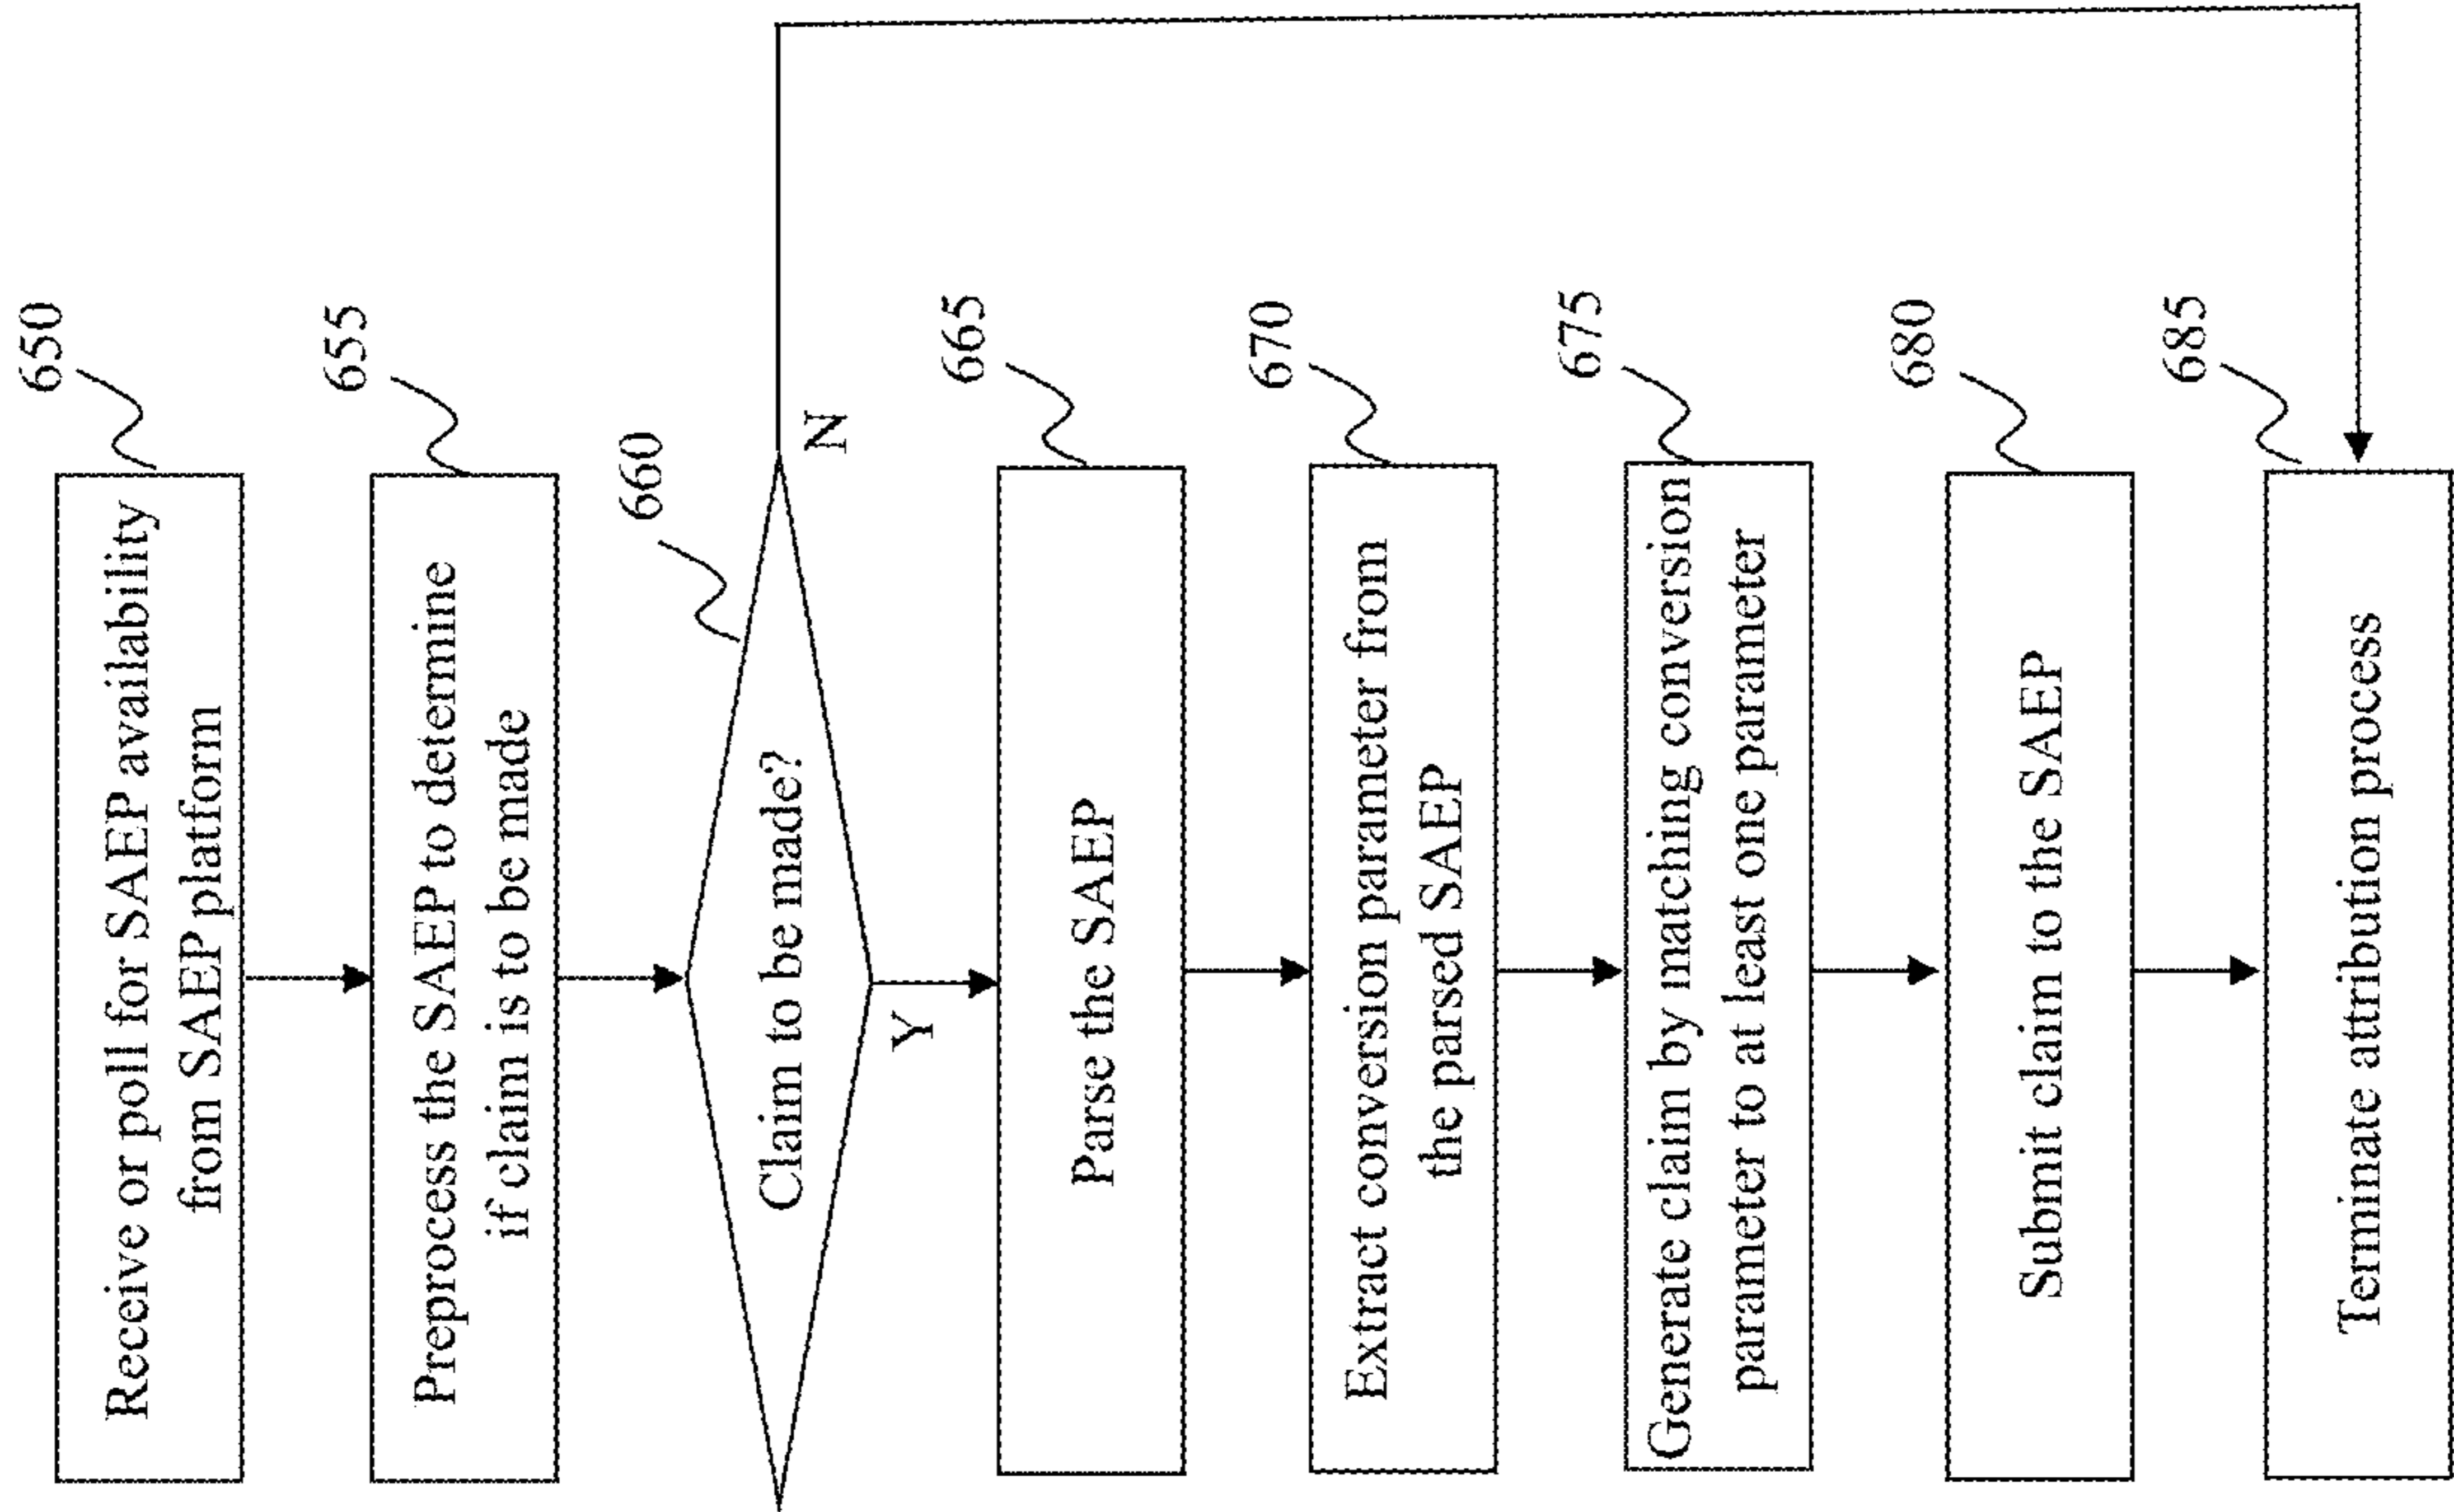 650
Receive or poll for SAEP availability
from SAEP platform
655
Preprocess the SAEP to determine
if claim is to be made
660
Claim to be made?
N
Y
665
Parse the SAEP
670
Extract conversion parameter from
the parsed SAEP
675
Generate claim by matching conversion
parameter to at least one parameter
680
Submit claim to the SAEP
685
Terminate attribution process